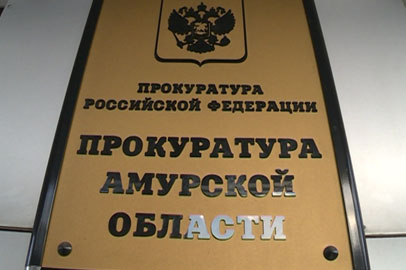 ПРОКУРАТУРА
РОССИЙСКОЙ ФЕДЕРАЦИИ
ПРОКУРАТУРА
АМУРСКОЙ
ОБЛАСТИ